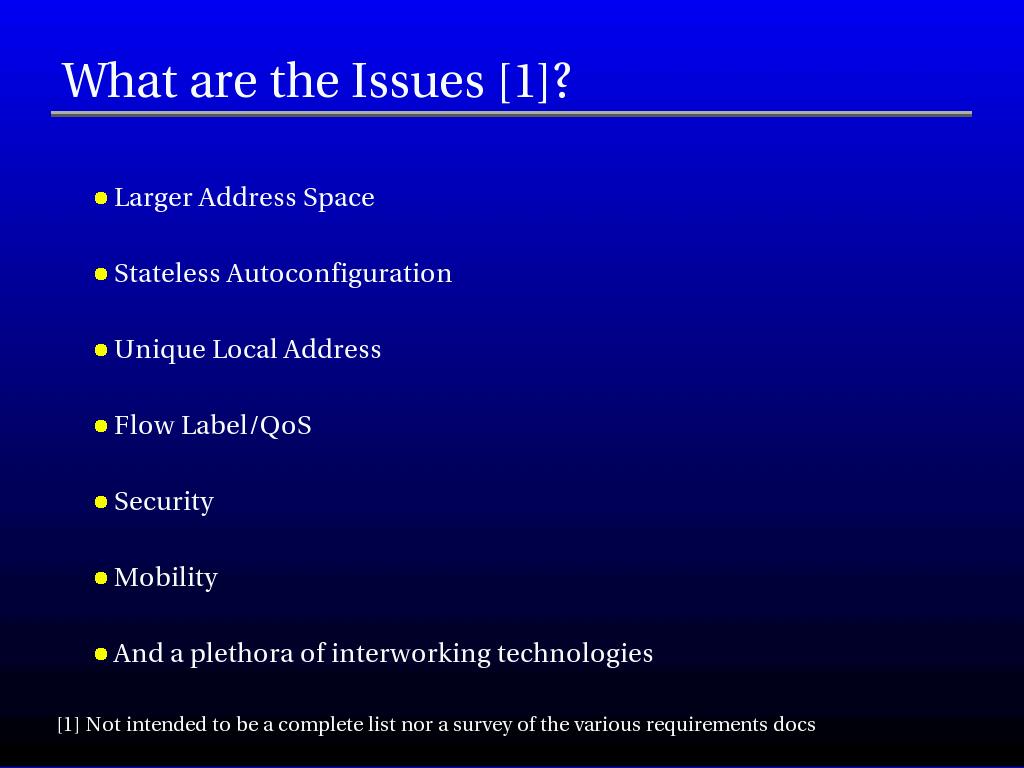 What are the Issues [1]?
Larger Address Space
Stateless Autoconfiguration
Unique Local Address
Flow Label/QoS
Security
Mobility
And a plethora of interworking technologies
[1] Not intended to be a complete list nor a survey of the various requirements docs